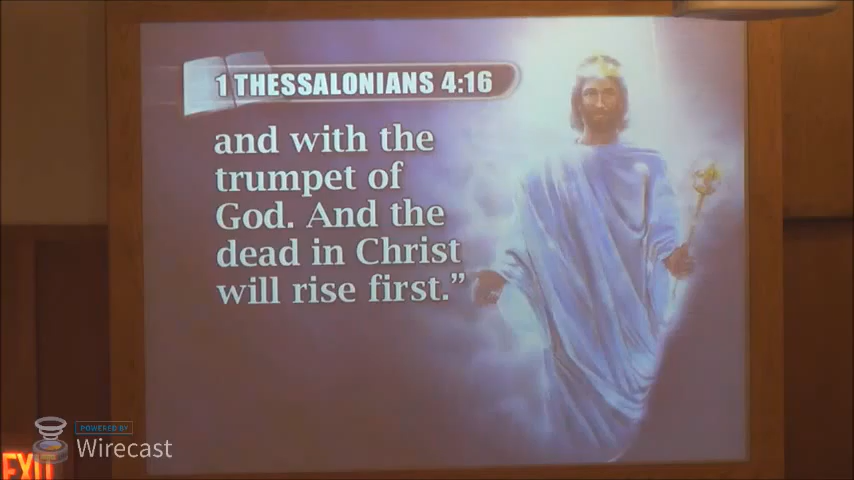 1 THESSALONIANS 4:16
and with the
trumpet of
God. And the
dead in Christ
will rise first.”
POWERED BY
Wirecast
EXIT